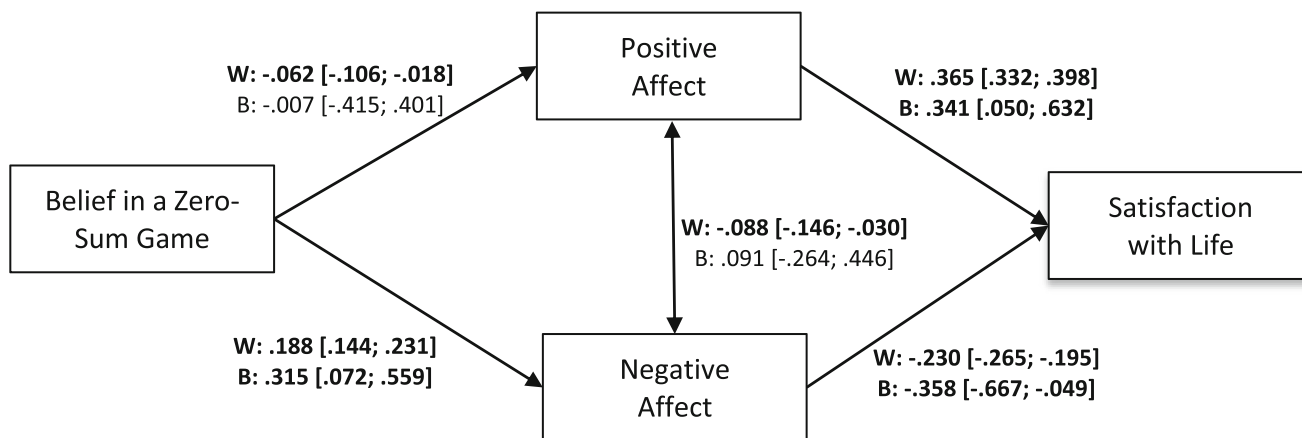 Positive
Affect
W: -.062 [-.106; -.018]
B: -.007 [-.415; .401]
W: .365 [.332; .398]
B: .341 [.050; .632]
Belief in a Zero-
Sum Game
W: -.088 [-.146; -.030]
B: .091 [-.264; .446]
Satisfaction
with Life
W: .188 [.144; .231]
B: .315 [.072; .559]
Negative
Affect
W: -.230 [-.265; -.195]
B: -.358 [-.667; -.049]